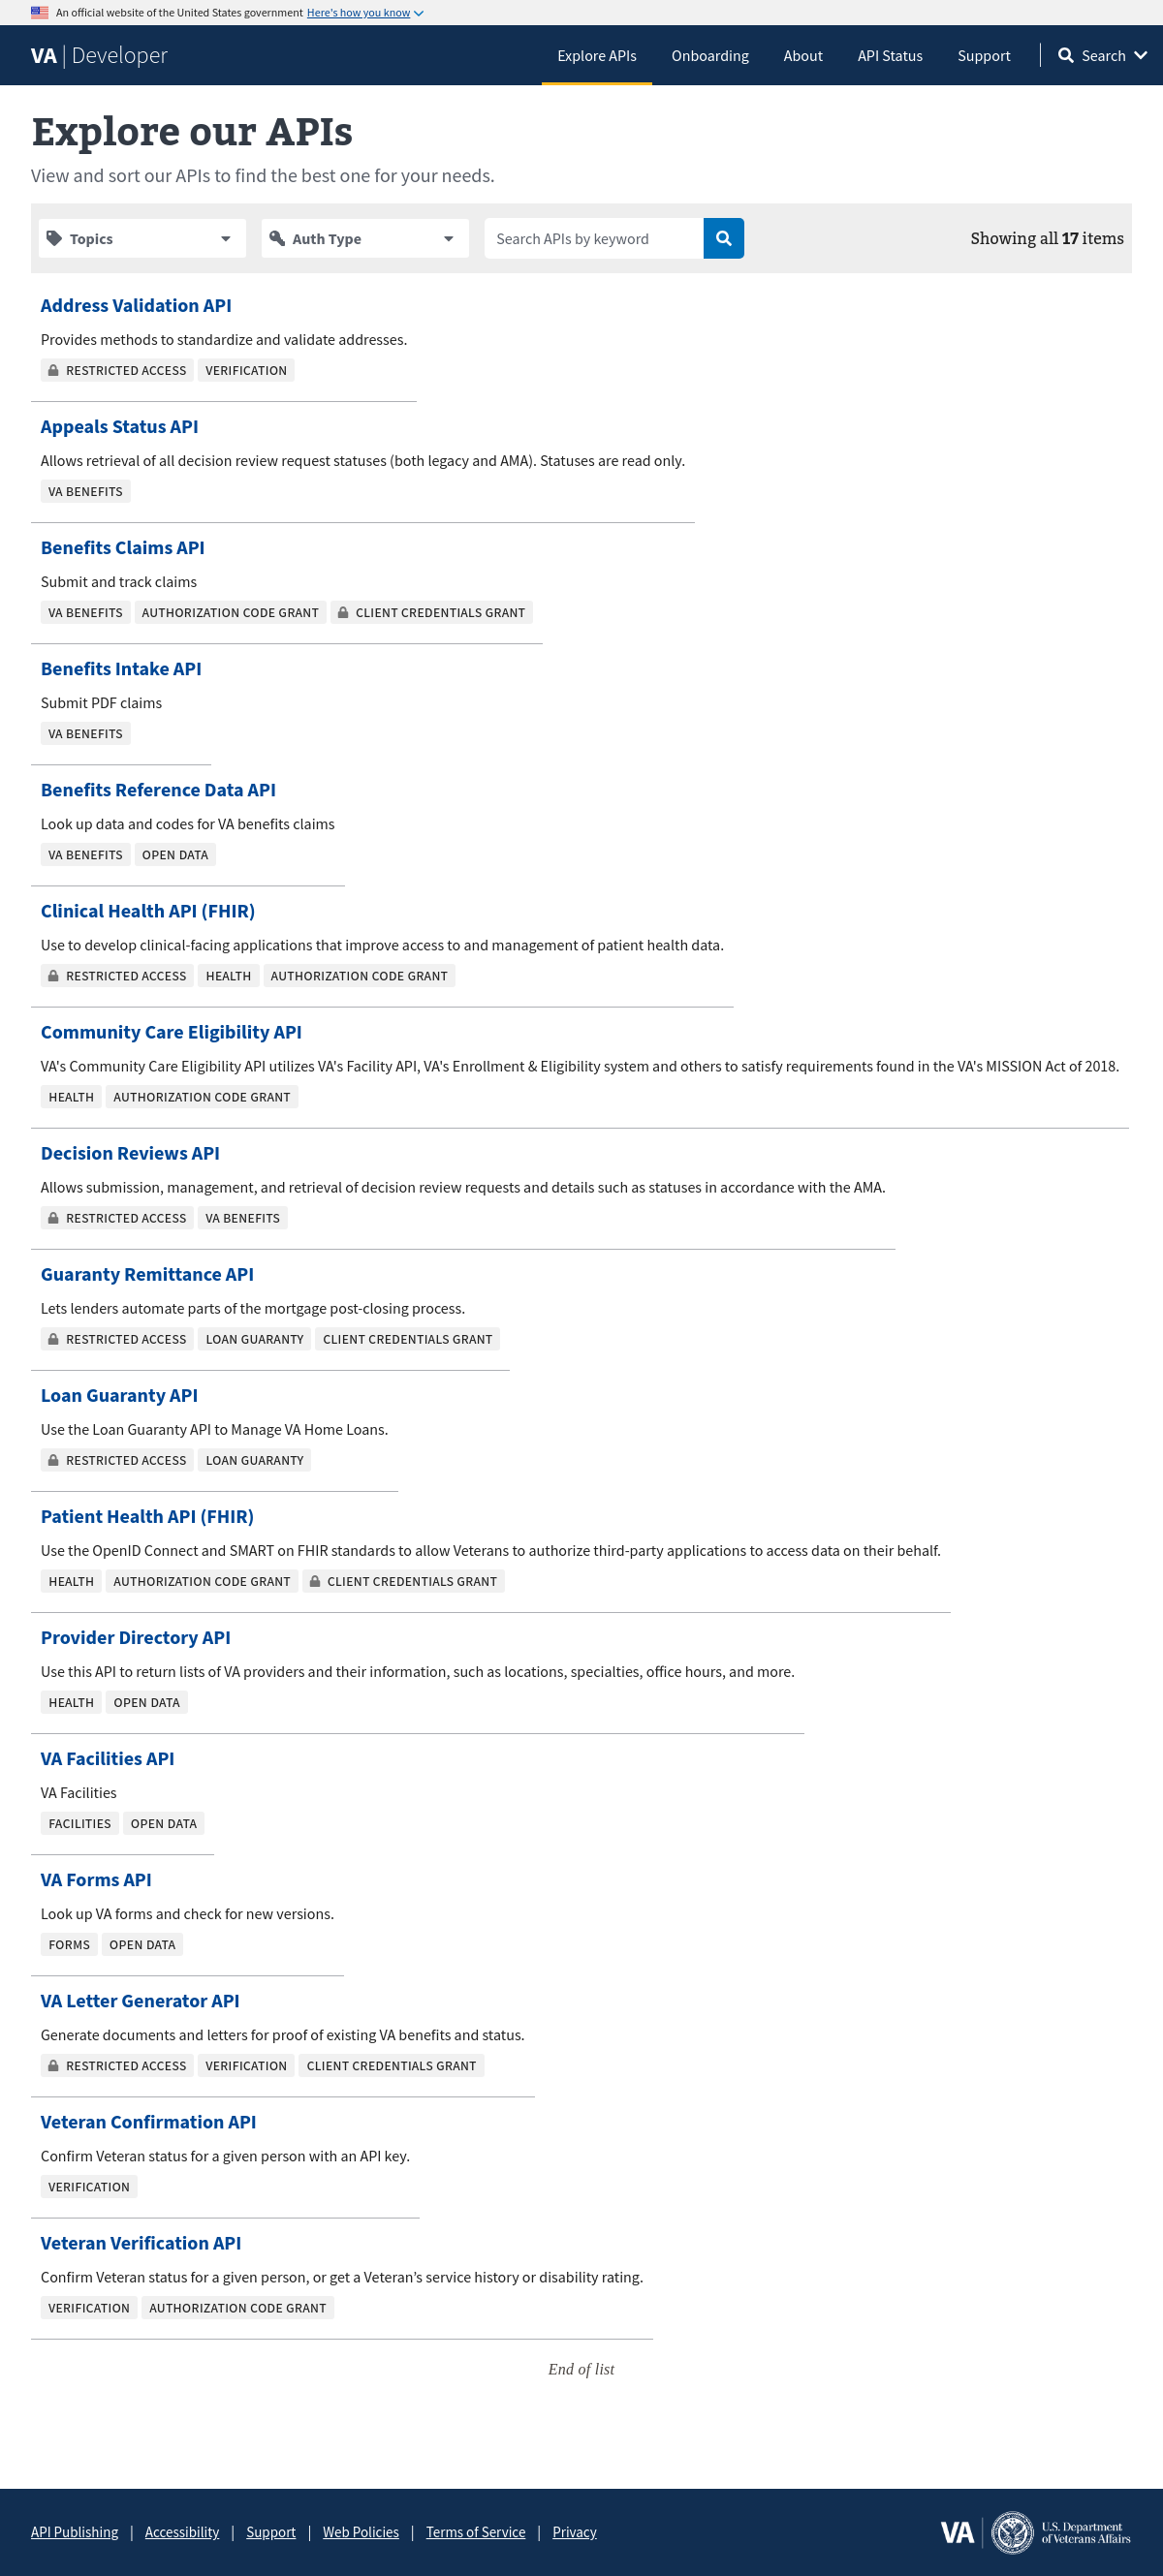 An official website of the United States government Here's how you know
VA | Developer Explore APIs Onboarding About API Status Support Search
Explore our APIs
View and sort our APIs to find the best one for your needs.
Topics Auth Type Search APIs by keyword Showing all 17 items
Address Validation API
Provides methods to standardize and validate addresses.
RESTRICTED ACCESS VERIFICATION
Appeals Status API
Allows retrieval of all decision review request statuses (both legacy and AMA). Statuses are read only.
VA BENEFITS
Benefits Claims API
Submit and track claims
VA BENEFITS AUTHORIZATION CODE GRANT CLIENT CREDENTIALS GRANT
Benefits Intake API
Submit PDF claims
VA BENEFITS
Benefits Reference Data API
Look up data and codes for VA benefits claims
VA BENEFITS OPEN DATA
Clinical Health API (FHIR)
Use to develop clinical-facing applications that improve access to and management of patient health data.
RESTRICTED ACCESS HEALTH AUTHORIZATION CODE GRANT
Community Care Eligibility API
VA's Community Care Eligibility API utilizes VA's Facility API, VA's Enrollment & Eligibility system and others to satisfy requirements found in the VA's MISSION Act of 2018.
HEALTH AUTHORIZATION CODE GRANT
Decision Reviews API
Allows submission, management, and retrieval of decision review requests and details such as statuses in accordance with the AMA.
RESTRICTED ACCESS VA BENEFITS
Guaranty Remittance API
Lets lenders automate parts of the mortgage post-closing process.
RESTRICTED ACCESS LOAN GUARANTY CLIENT CREDENTIALS GRANT
Loan Guaranty API
Use the Loan Guaranty API to Manage VA Home Loans.
RESTRICTED ACCESS LOAN GUARANTY
Patient Health API (FHIR)
Use the OpenID Connect and SMART on FHIR standards to allow Veterans to authorize third-party applications to access data on their behalf.
HEALTH AUTHORIZATION CODE GRANT CLIENT CREDENTIALS GRANT
Provider Directory API
Use this API to return lists of VA providers and their information, such as locations, specialties, office hours, and more.
HEALTH OPEN DATA
VA Facilities API
VA Facilities
FACILITIES OPEN DATA
VA Forms API
Look up VA forms and check for new versions.
FORMS OPEN DATA
VA Letter Generator API
Generate documents and letters for proof of existing VA benefits and status.
RESTRICTED ACCESS VERIFICATION CLIENT CREDENTIALS GRANT
Veteran Confirmation API
Confirm Veteran status for a given person with an API key.
VERIFICATION
Veteran Verification API
Confirm Veteran status for a given person, or get a Veteran’s service history or disability rating.
VERIFICATION AUTHORIZATION CODE GRANT
End of list
API Publishing | Accessibility | Support | Web Policies | Terms of Service | Privacy
VA
U.S. Department
of Veterans Affairs